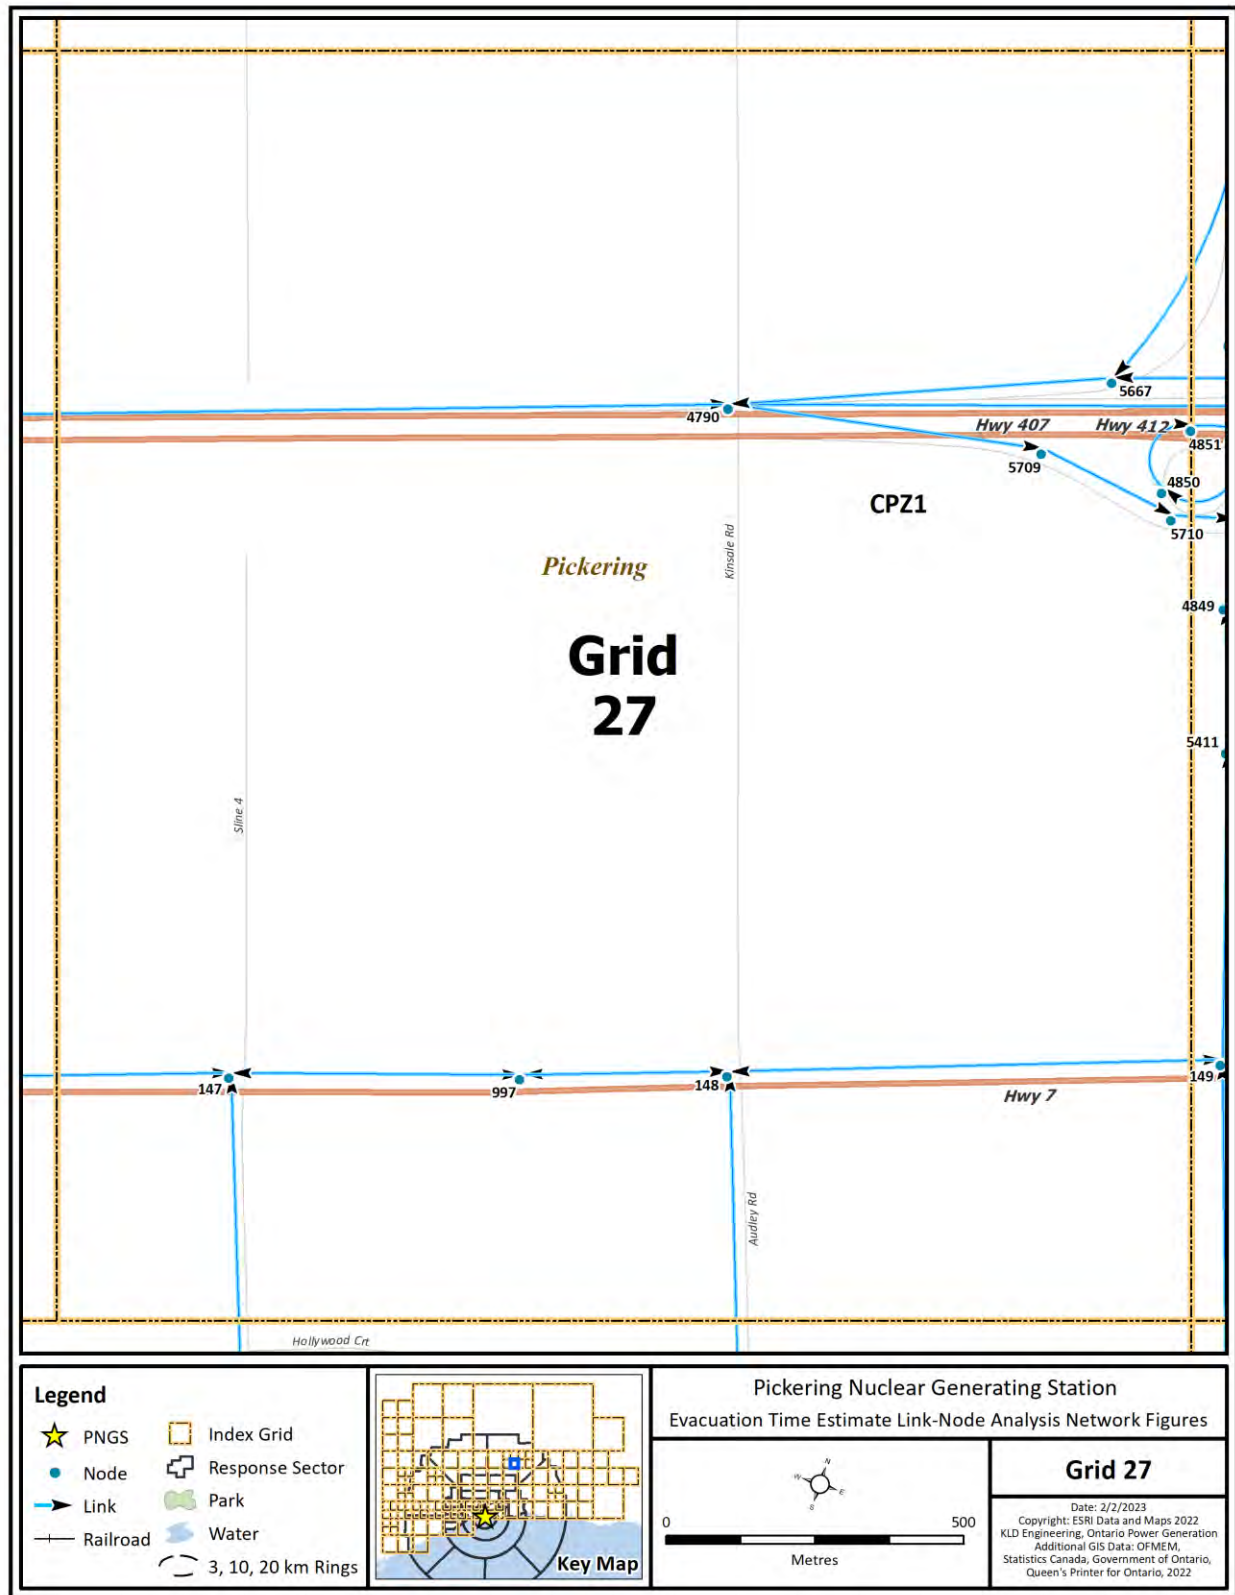 5667
4790
Hwy 407
Hwy 412
4851
5709
4850
CPZ1
5710
Kinsale Rd
Pickering
4849
Grid
27
5411
Sline 4
147
997
148
149
Hwy 7
Audley Rd
Hollywood Crt
Legend
PNGS
Node
Link
Railroad
Index Grid
Response Sector
Park
Water
3, 10, 20 km Rings
Key Map
Pickering Nuclear Generating Station
Evacuation Time Estimate Link-Node Analysis Network Figures
N
W
E
S
0 500
Metres
Grid 27
Date: 2/2/2023
Copyright: ESRI Data and Maps 2022
KLD Engineering, Ontario Power Generation
Additional GIS Data: OFMEM,
Statistics Canada, Government of Ontario,
Queen's Printer for Ontario, 2022